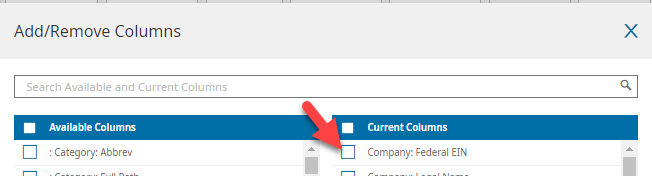 Add/Remove Columns
X
Search Available and Current Columns
Available Columns
Current Columns
: Category: Abbrev
Company: Federal EIN
: Category: Full Path
Company: Legal Name